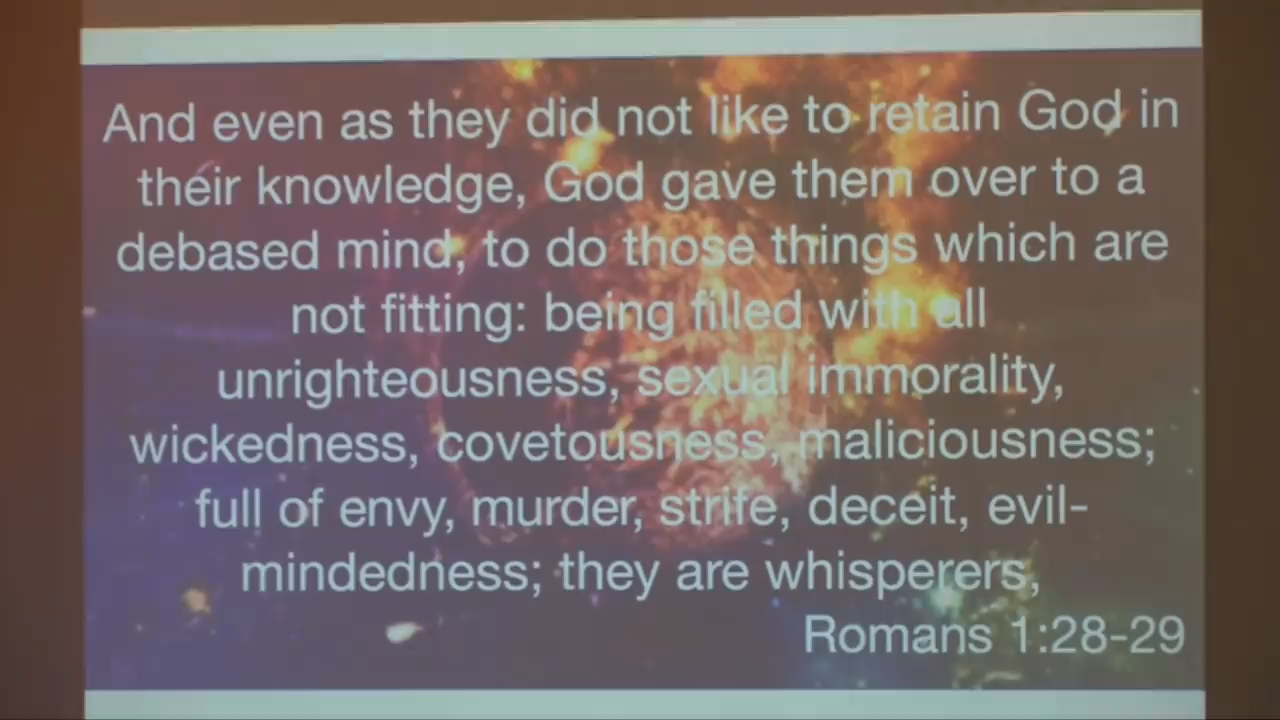 And even as they did not like to retain God in
their knowledge, God gave them over to a
debased mind, to do those things which are
not fitting: being filled with all
unrighteousness, sexual immorality,
wickedness, covetousness, maliciousness;
full of envy, murder, strife, deceit, evil-
mindedness; they are whisperers,
Romans 1:28-29